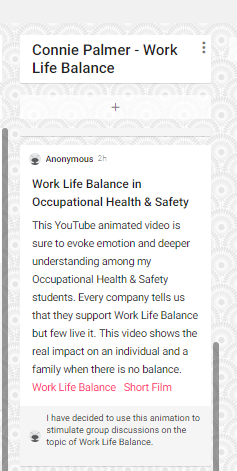 Connie Palmer - Work
Life Balance
+
Anonymous 2h
Work Life Balance in
Occupational Health & Safety
This YouTube animated video is
sure to evoke emotion and deeper
understanding among my
Occupational Health & Safety
students. Every company tells us
that they support Work Life Balance
but few live it. This video shows the
real impact on an individual and a
family when there is no balance.
Work Life Balance Short Film
I have decided to use this animation to
stimulate group discussions on the
topic of Work Life Balance.